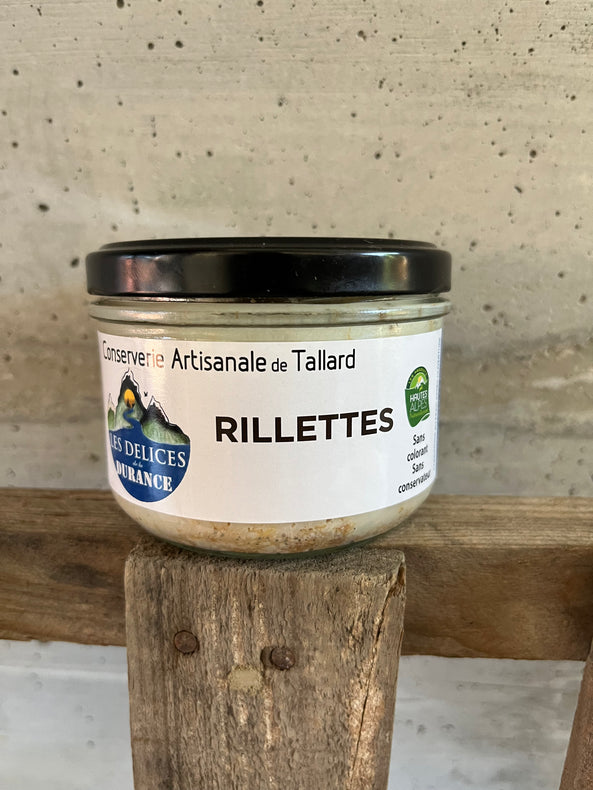 Conserverie Artisanale de Tallard
LES DELICES
de la
DURANCE
RILLETTES
HAUTES
ALPES
Sans
colorant
Sans
conservateur